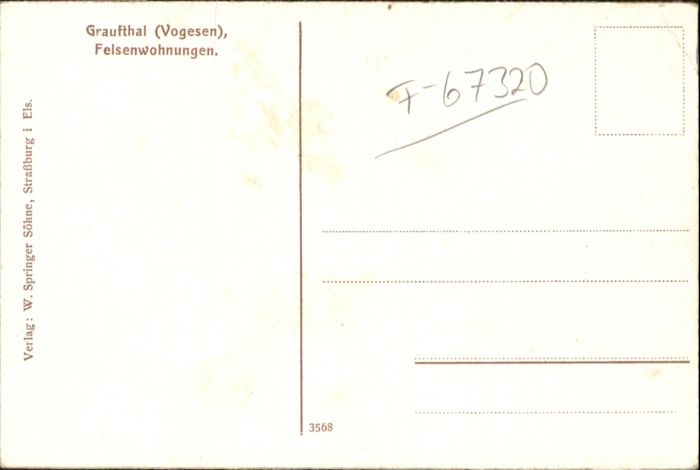 Graufthal (Vogesen),
Felsenwohnungen.
F-67320
Verlag: W. Springer Söhne, Straßburg i Els.
3568